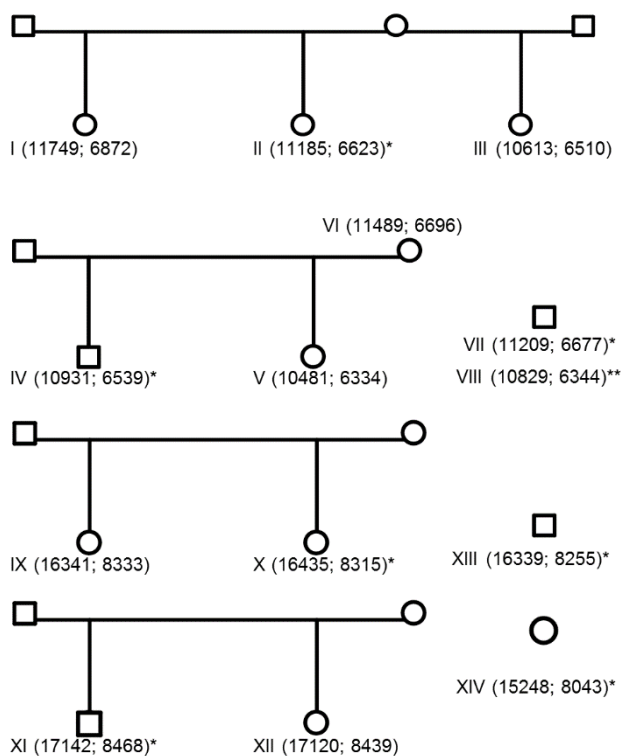 I (11749; 6872)
II (11185; 6623)*
III (10613; 6510)
VI (11489; 6696)
IV (10931; 6539)*
V (10481; 6334)
VII (11209; 6677)*
VIII (10829; 6344)**
IX (16341; 8333)
X (16435; 8315)*
XIII (16339; 8255)*
XIV (15248; 8043)*
XI (17142; 8468)*
XII (17120; 8439)